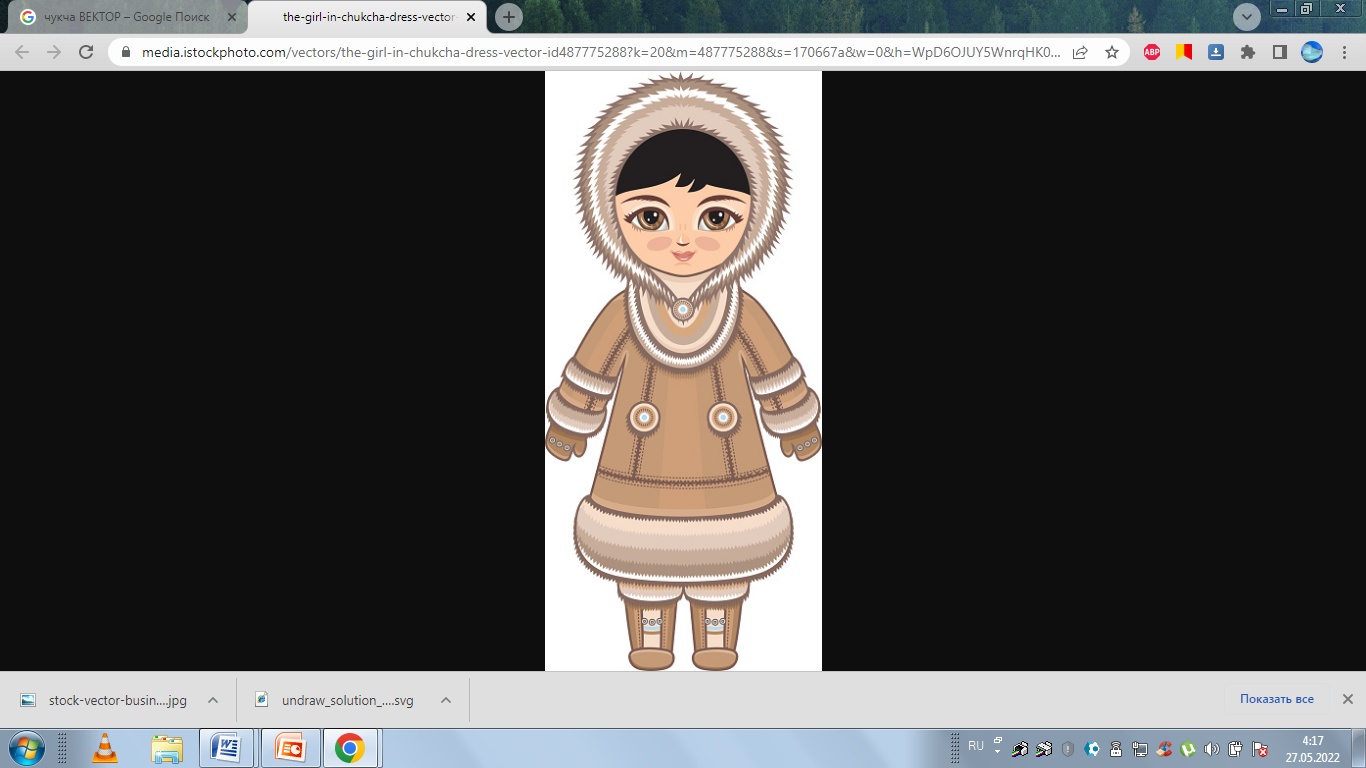 чукча ВЕКТОР – Google Поиск
the-girl-in-chukcha-dress-vector-
media.istockphoto.com/vectors/the-girl-in-chukcha-dress-vector-id487775288?k=20&m=487775288&s=170667a&w=0&h=WpD6OJUY5WnrqHK0...
ABP
stock-vector-busin....jpg
undraw_solution_....svg
Показать все
RU
4:17
27.05.2022